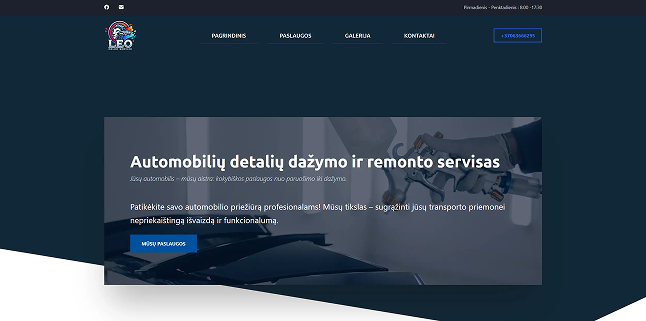 Pirmadienis - Penktadienis | 8:00 -17:30
LEO
PAGRINDINIS
PASLAUGOS
GALERIJA
KONTAKTAI
Automobilių detalių dažymo ir remonto servisas
Jūsų automobilis – mūsų aistra: kokybiškos paslaugos nuo paruošimo iki dažymo.
Patikėkite savo automobilio priežiūrą profesionalams! Mūsų tikslas – sugrąžinti jūsų transporto priemonei
nepriekaištingą išvaizdą ir funkcionalumą.
MŪSŲ PASLAUGOS